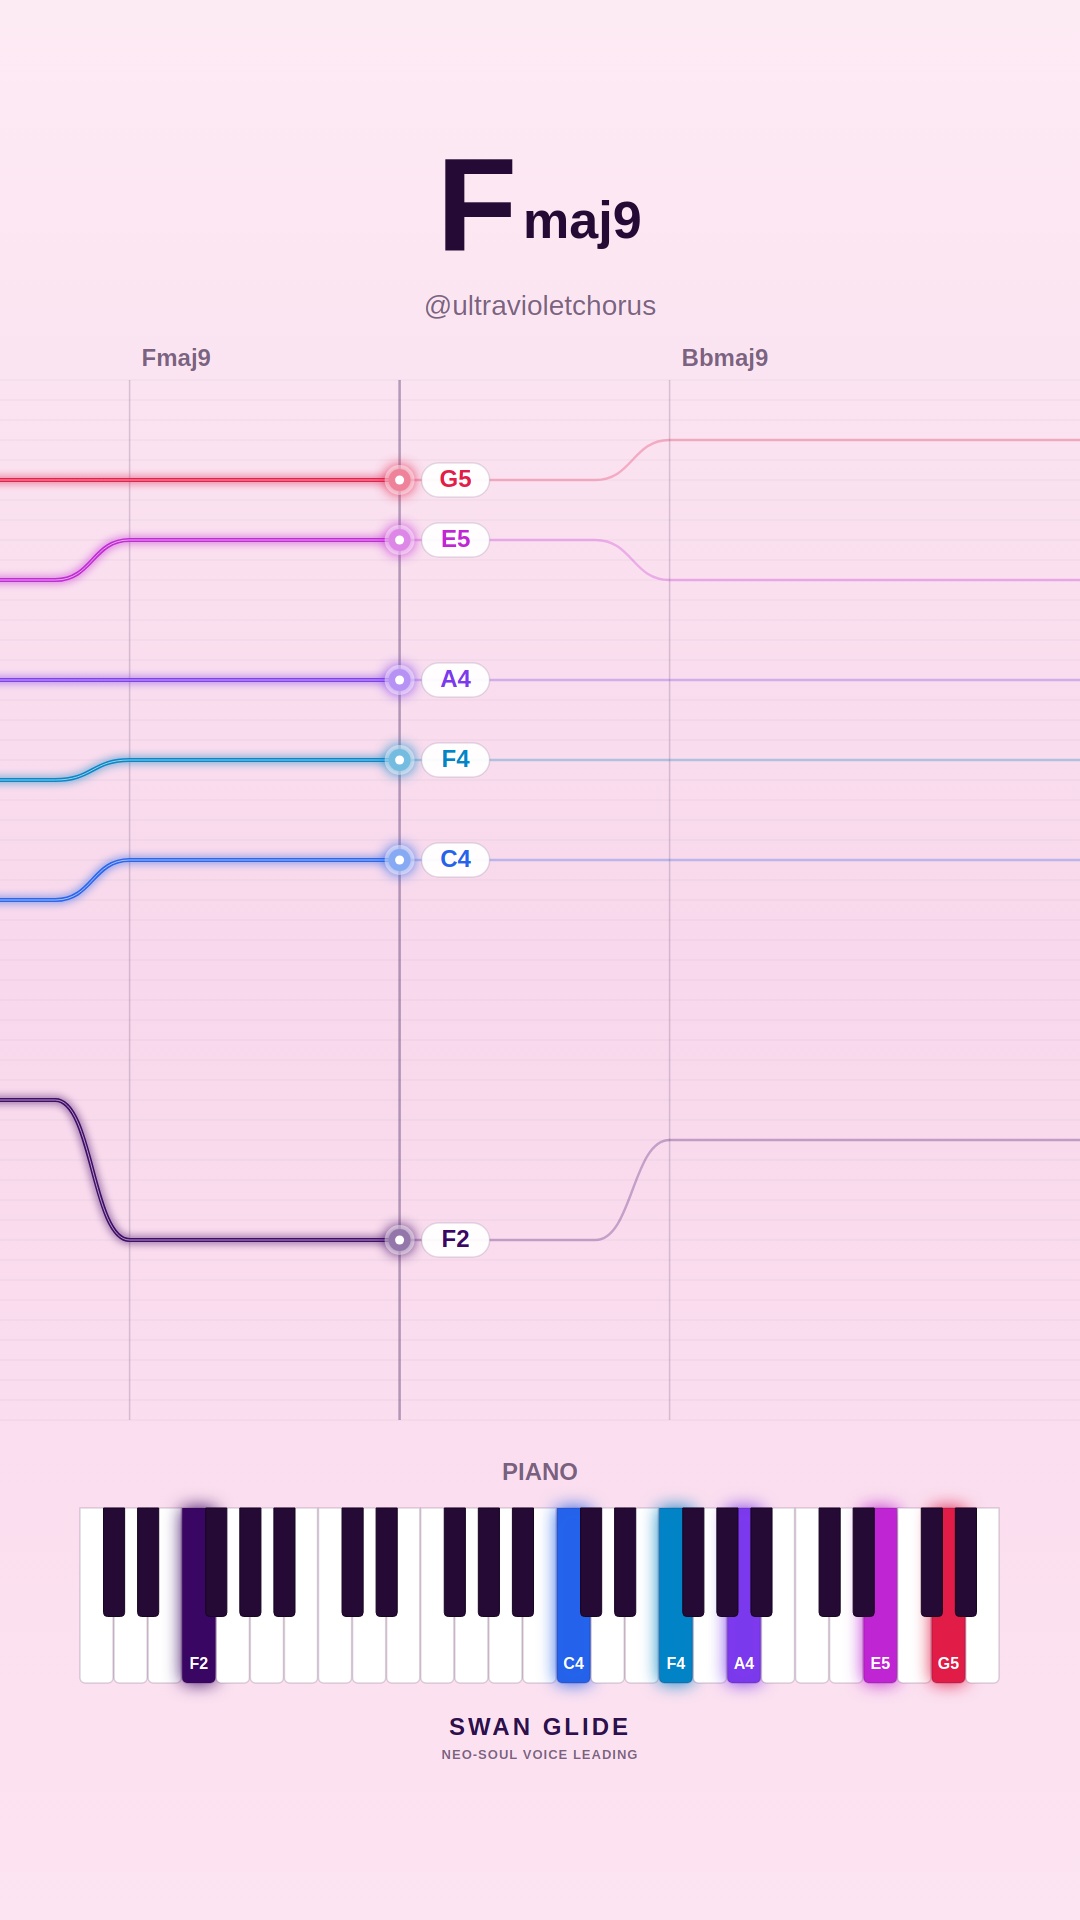 F maj9
@ultravioletchorus
Fmaj9 Bbmaj9
G5
E5
A4
F4
C4
F2
PIANO
F2 C4 F4 A4 E5 G5
SWAN GLIDE
NEO-SOUL VOICE LEADING